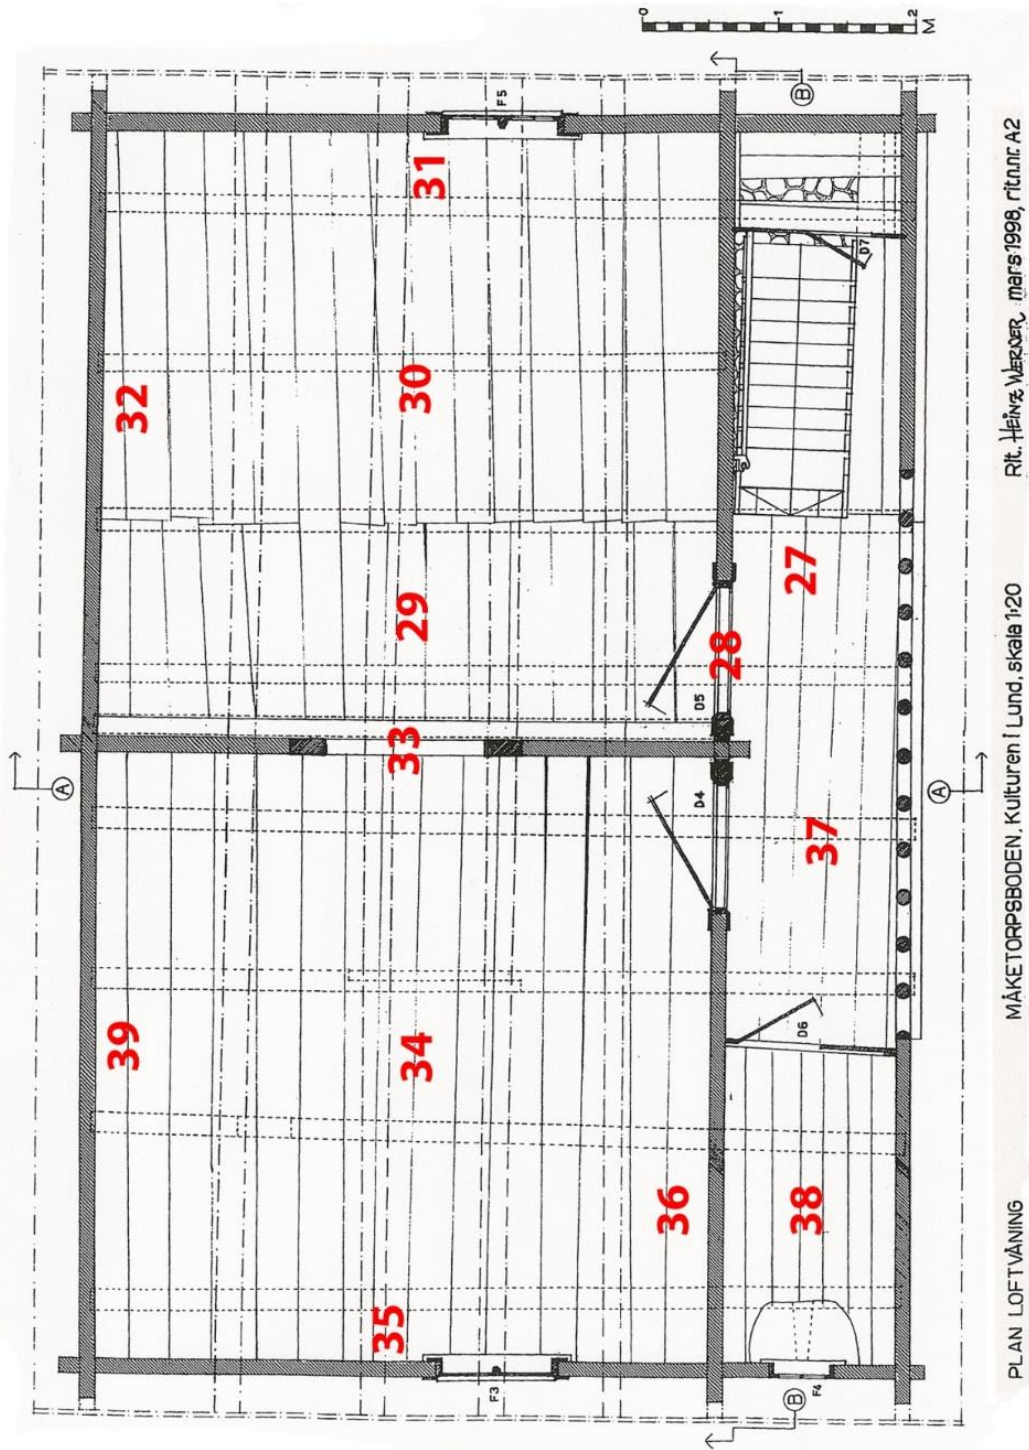 0 1 2 M
B
F5
31
D7
32
30
27
29
28
D5
33
A
A
D4
37
D6
39
34
36
38
35
F3
F4
B
PLAN LOFTVÅNING
MÅKETORPSBODEN, Kulturen i Lund, skala 1:20
Rit. HEINZ WERNER mars 1998, ritn.nr. A2